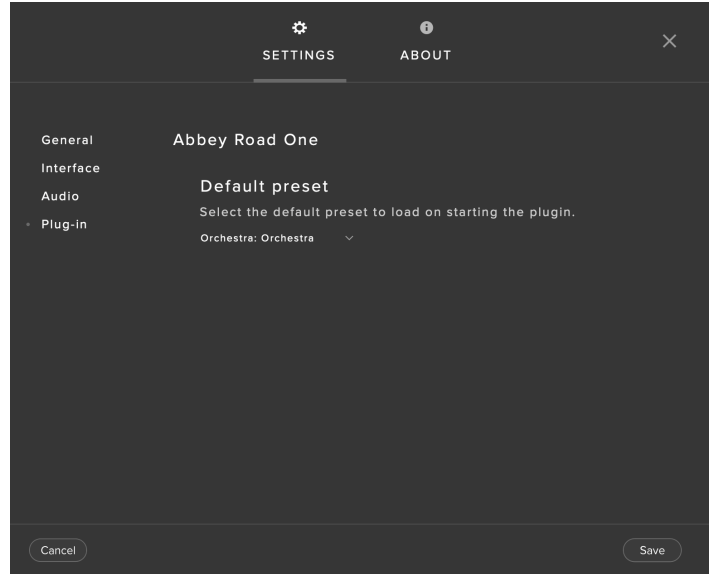 SETTINGS
ABOUT
General
Interface
Audio
Plug-in
Abbey Road One
Default preset
Select the default preset to load on starting the plugin.
Orchestra: Orchestra
Cancel
Save